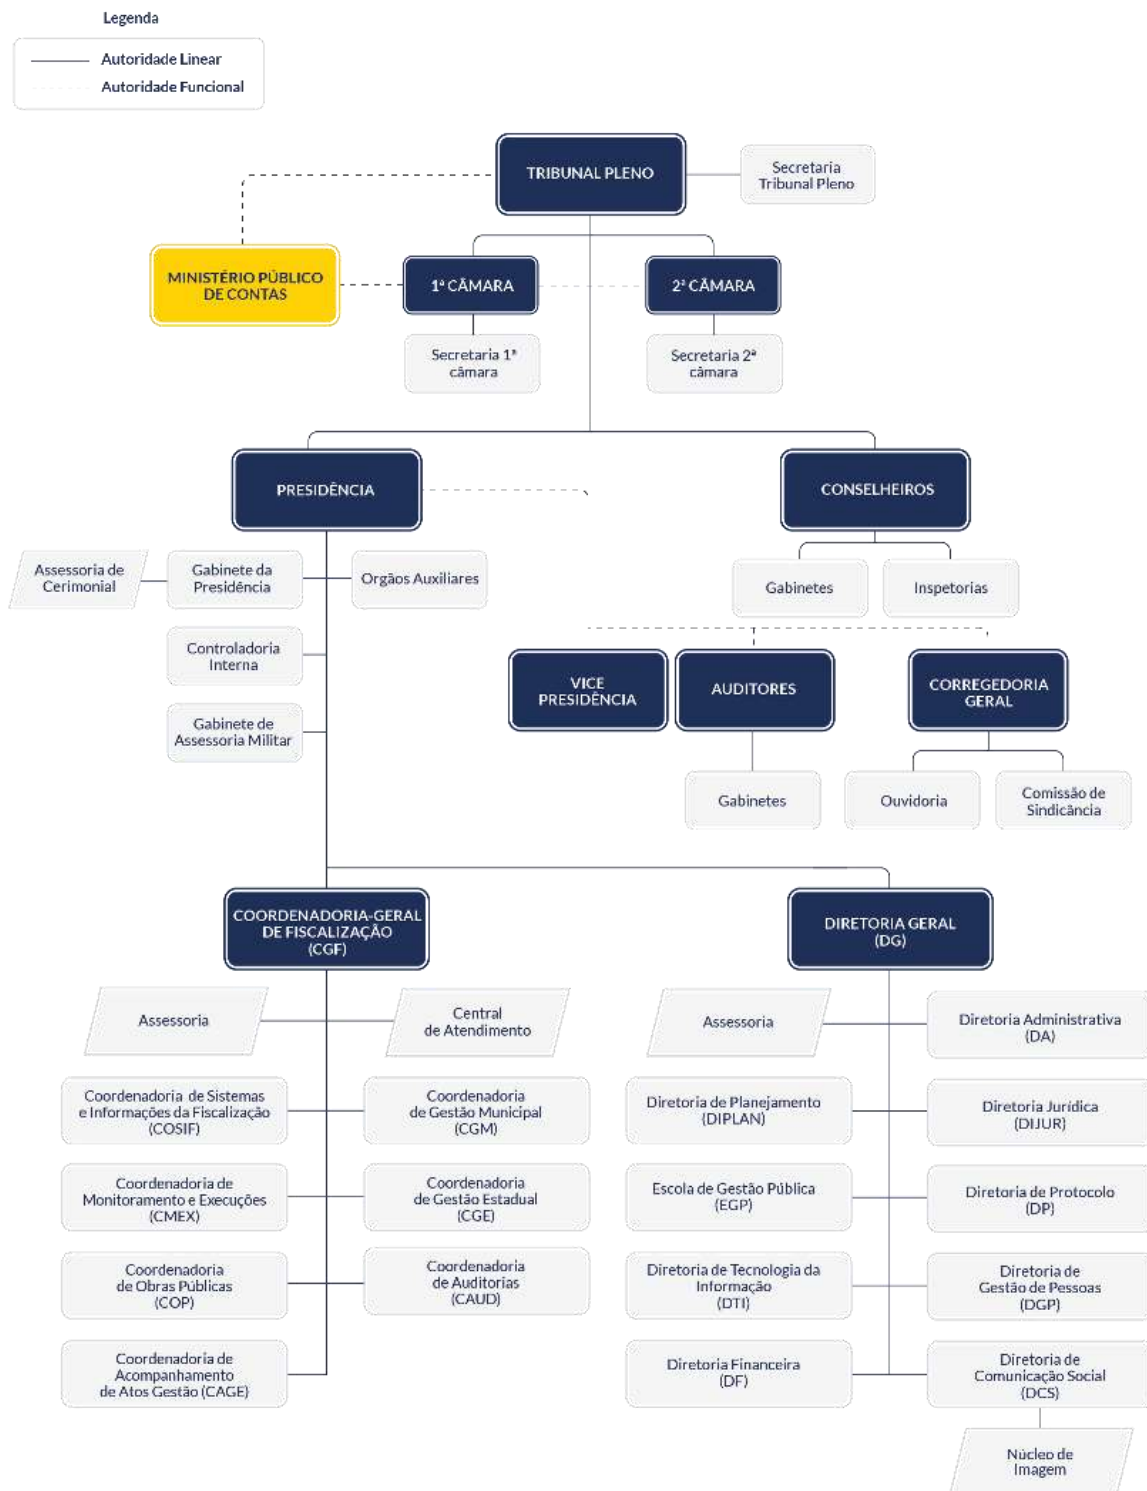 Legenda
Autoridade Linear
Autoridade Funcional
TRIBUNAL PLENO
Secretaria
Tribunal Pleno
MINISTÉRIO PÚBLICO
DE CONTAS
1ª CÂMARA
2ª CÂMARA
Secretaria 1ª
câmara
Secretaria 2ª
câmara
PRESIDÊNCIA
CONSELHEIROS
Assessoria de
Cerimonial
Gabinete da
Presidência
Orgãos Auxiliares
Gabinetes
Inspetorias
Controladoria
Interna
VICE
PRESIDÊNCIA
AUDITORES
CORREGEDORIA
GERAL
Gabinete de
Assessoria Militar
Gabinetes
Ouvidoria
Comissão de
Sindicância
COORDENADORIA-GERAL
DE FISCALIZAÇÃO
(CGF)
DIRETORIA GERAL
(DG)
Assessoria
Central
de Atendimento
Assessoria
Diretoria Administrativa
(DA)
Coordenadoria de Sistemas
e Informações da Fiscalização
(COSIF)
Coordenadoria
de Gestão Municipal
(CGM)
Diretoria de Planejamento
(DIPLAN)
Diretoria Jurídica
(DIJUR)
Coordenadoria de
Monitoramento e Execuções
(CMEX)
Coordenadoria
de Gestão Estadual
(CGE)
Escola de Gestão Pública
(EGP)
Diretoria de Protocolo
(DP)
Coordenadoria
de Obras Públicas
(COP)
Coordenadoria
de Auditorias
(CAUD)
Diretoria de Tecnologia da
Informação
(DTI)
Diretoria de
Gestão de Pessoas
(DGP)
Coordenadoria de
Acompanhamento
de Atos Gestão (CAGE)
Diretoria Financeira
(DF)
Diretoria de
Comunicação Social
(DCS)
Núcleo de
Imagem